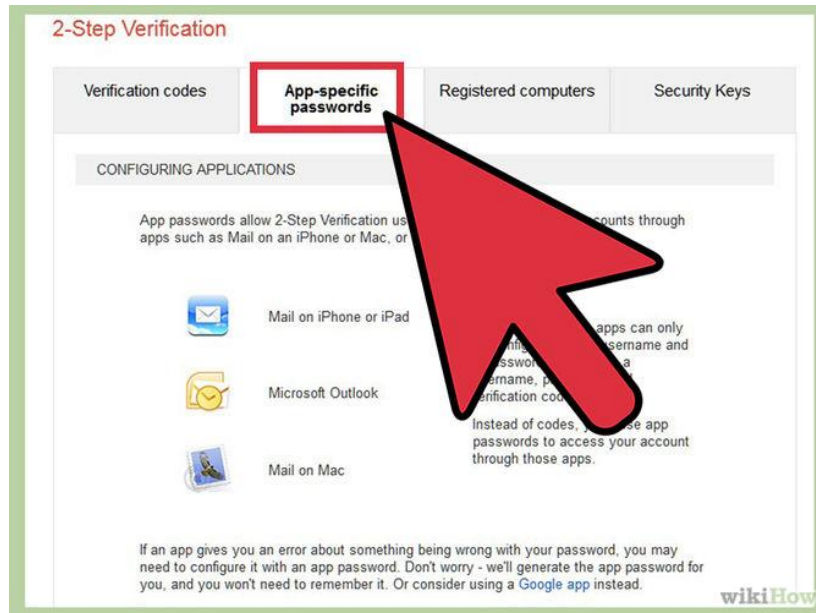 2-Step Verification
Verification codes
App-specific
passwords
Registered computers
Security Keys
CONFIGURING APPLICATIONS
App passwords allow 2-Step Verification through
apps such as Mail on an iPhone or Mac, or
Mail on iPhone or iPad
apps can only
username and
a
Microsoft Outlook
Instead of codes, app
passwords to access your account
through those apps.
Mail on Mac
If an app gives you an error about something being wrong with your password, you may
need to configure it with an app password. Don't worry - we'll generate the app password for
you, and you won't need to remember it. Or consider using a Google app instead.
wikiHow